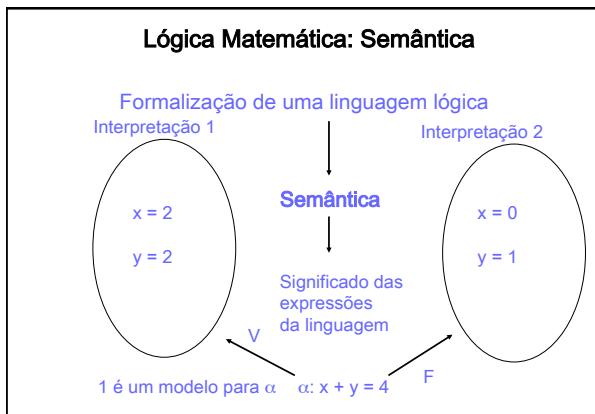 Lógica Matemática: Semântica
Formalização de uma linguagem lógica
Interpretação 1
Interpretação 2
x = 2
y = 2
Semântica
x = 0
y = 1
Significado das
expressões
da linguagem
V
F
1 é um modelo para α α: x + y = 4